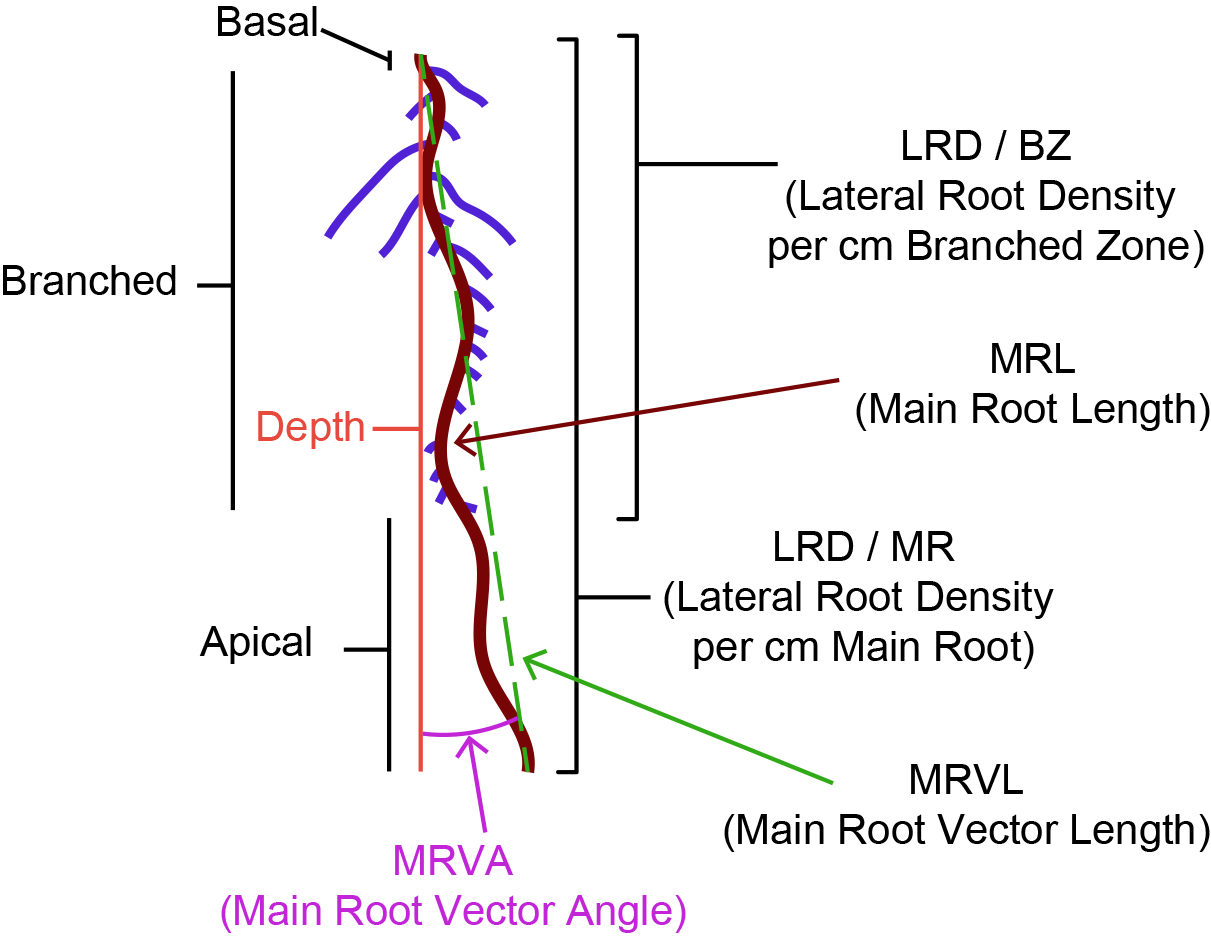 Basal
LRD / BZ
(Lateral Root Density
per cm Branched Zone)
Branched
MRL
(Main Root Length)
Depth
LRD / MR
(Lateral Root Density
per cm Main Root)
Apical
MRVL
(Main Root Vector Length)
MRVA
(Main Root Vector Angle)